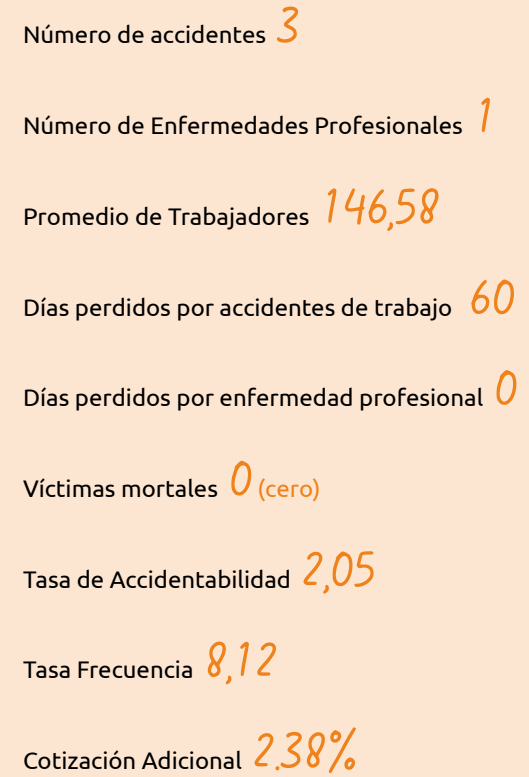 Número de accidentes 3
Número de Enfermedades Profesionales 1
Promedio de Trabajadores 146,58
Días perdidos por accidentes de trabajo 60
Días perdidos por enfermedad profesional 0
Víctimas mortales 0 (cero)
Tasa de Accidentabilidad 2,05
Tasa Frecuencia 8,12
Cotización Adicional 2.38%